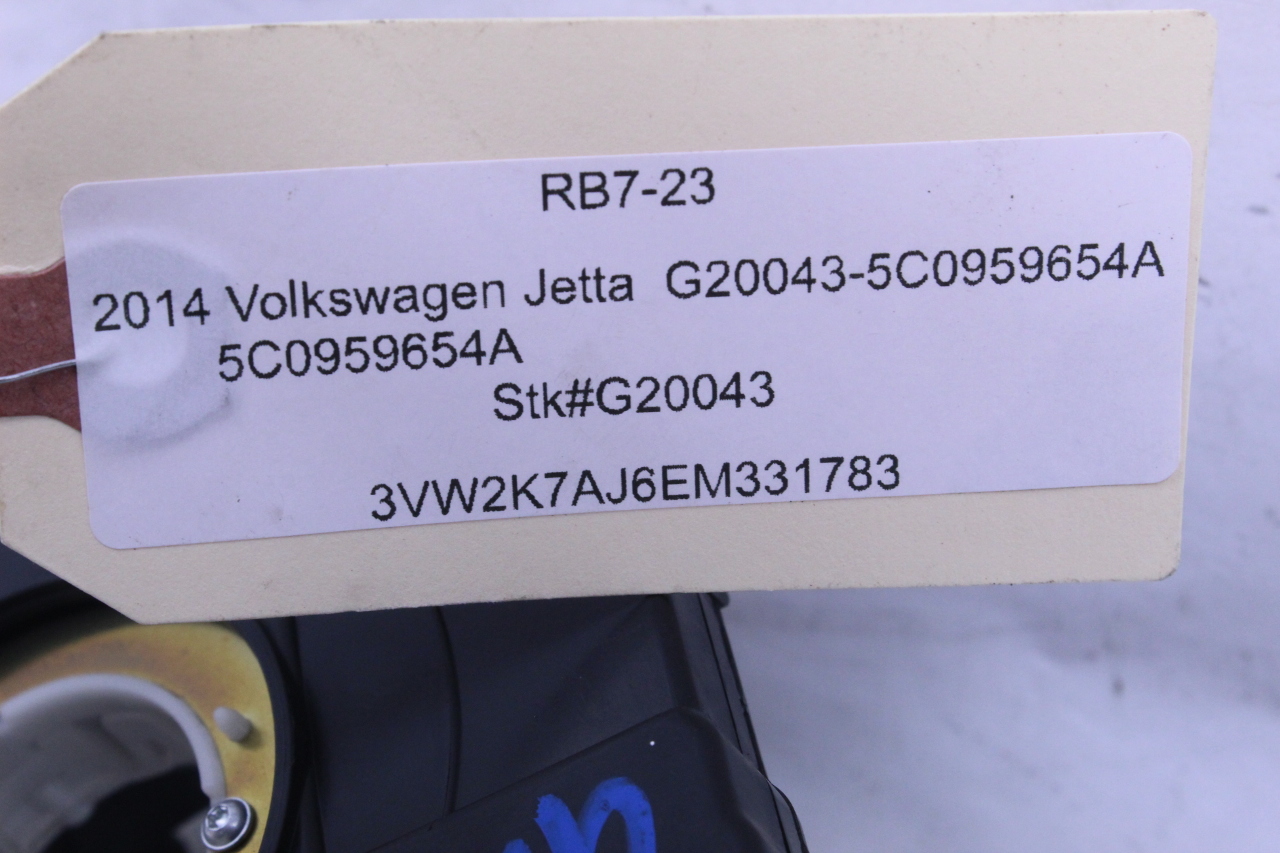 RB7-23
2014 Volkswagen Jetta G20043-5C0959654A
5C0959654A
Stk#G20043
3VW2K7AJ6EM331783